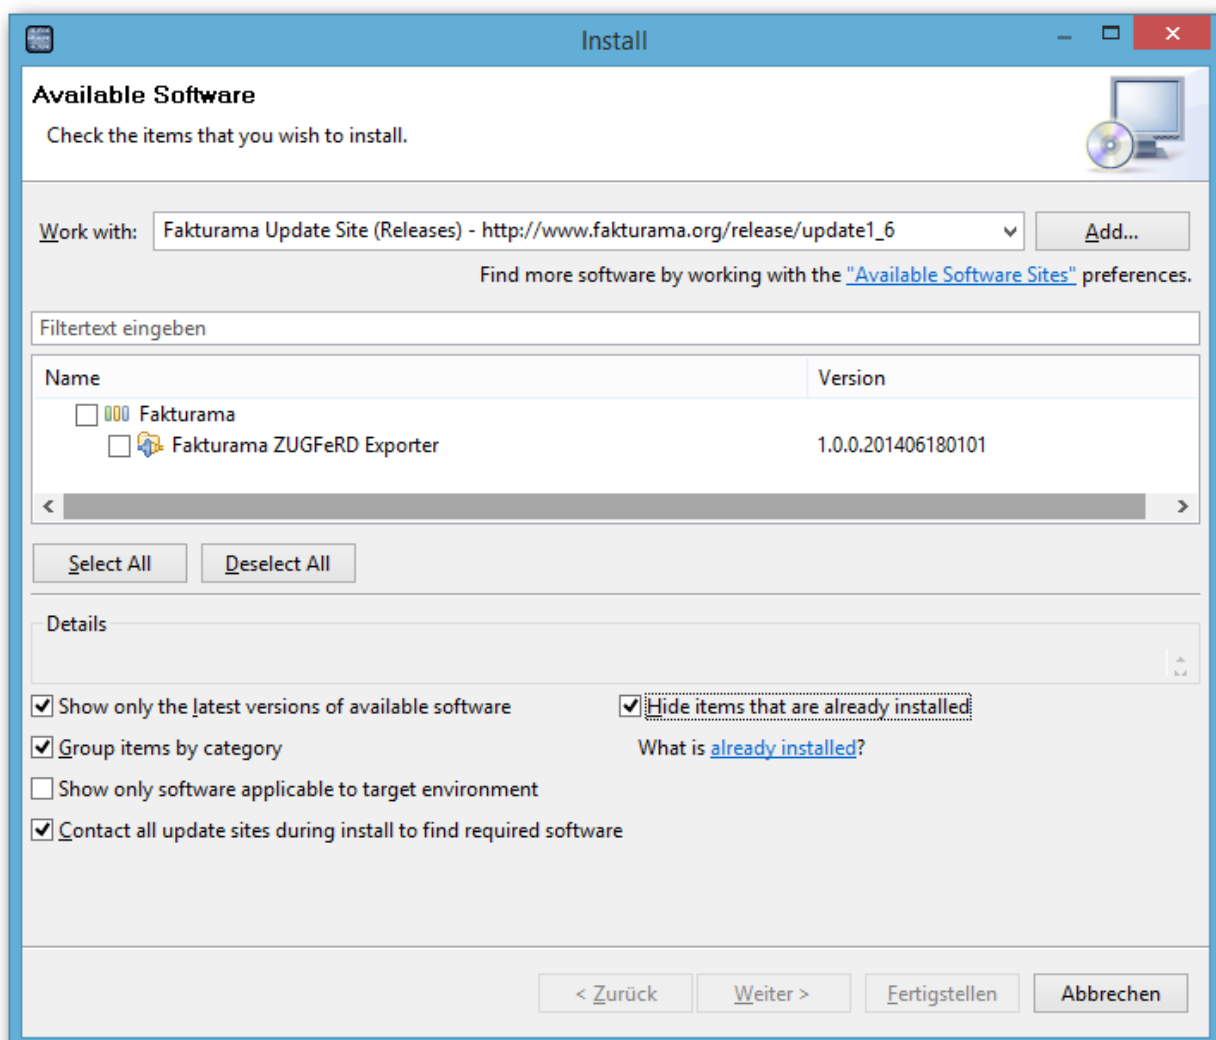 Install
Available Software
Check the items that you wish to install.
Work with: Fakturama Update Site (Releases) - http://www.fakturama.org/release/update1_6 Add...
Find more software by working with the "Available Software Sites" preferences.
Filtertext eingeben
Name Version
Fakturama
Fakturama ZUGFeRD Exporter 1.0.0.201406180101
Select All Deselect All
Details
Show only the latest versions of available software Hide items that are already installed
Group items by category What is already installed?
Show only software applicable to target environment
Contact all update sites during install to find required software
< Zurück Weiter > Fertigstellen Abbrechen